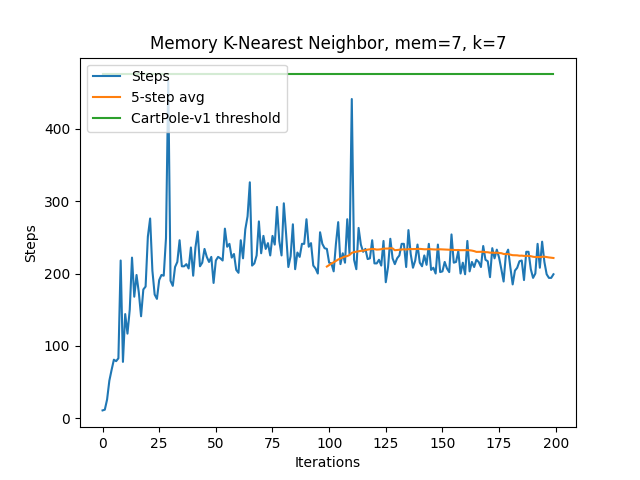 Memory K-Nearest Neighbor, mem=7, k=7
Steps
5-step avg
CartPole-v1 threshold
Steps
400
300
200
100
0
0 25 50 75 100 125 150 175 200
Iterations